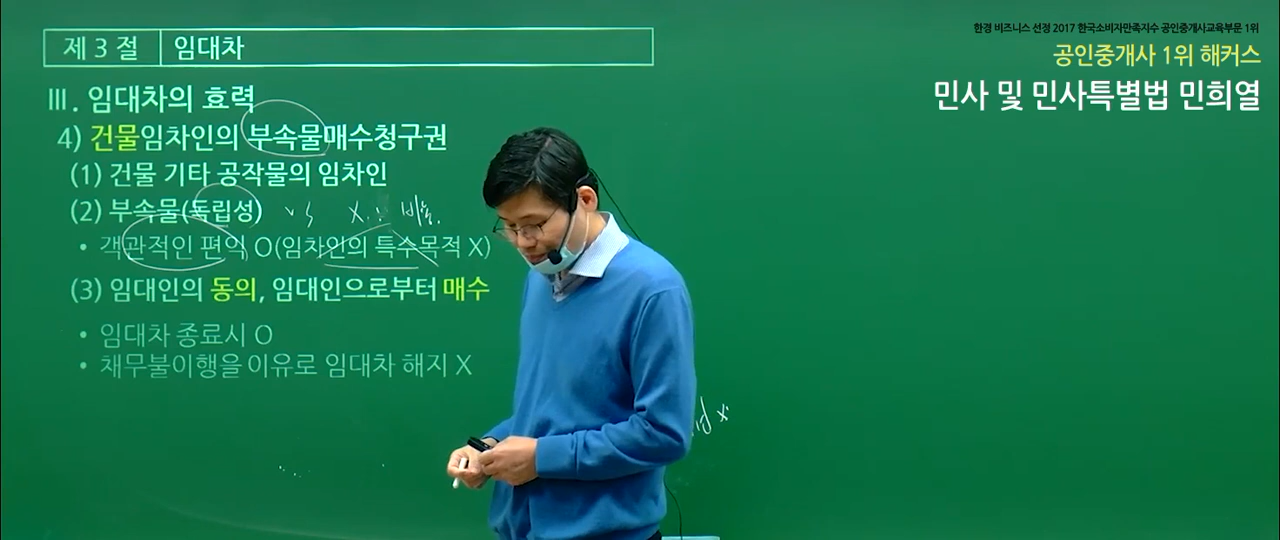 제 3 절 임대차
한경 비즈니스 선정 2017 한국소비자만족지수 공인중개사교육부문 1위
공인중개사 1위 해커스
민사 및 민사특별법 민희열
Ⅲ. 임대차의 효력
4) 건물임차인의 부속물매수청구권
(1) 건물 기타 공작물의 임차인
(2) 부속물(독립성) vs
• 객관적인 편익 O(임차인의 특수목적 X)
(3) 임대인의 동의, 임대인으로부터 매수
• 임대차 종료시 O
• 채무불이행을 이유로 임대차 해지 X